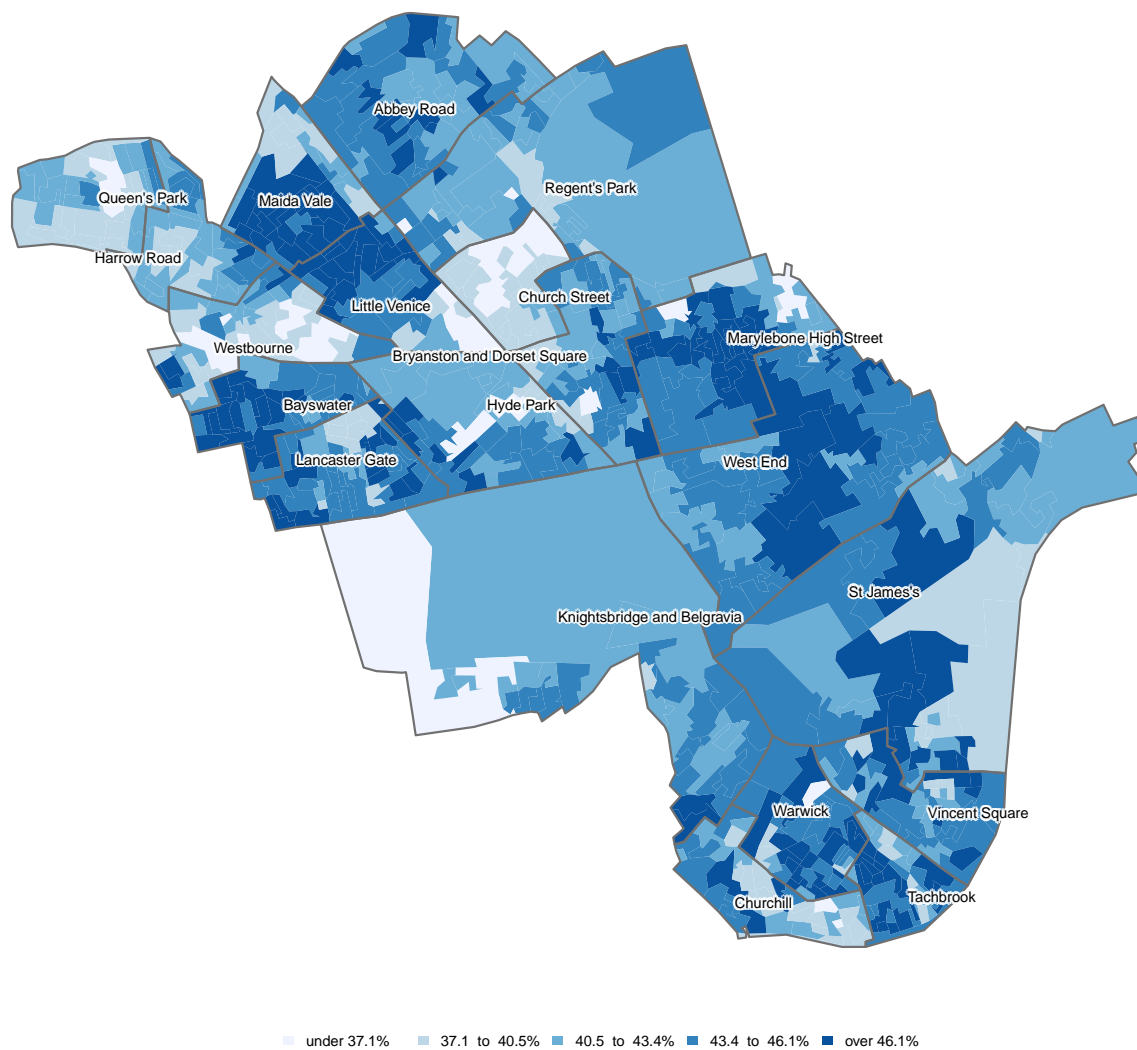 Abbey Road
Regent's Park
Queen's Park
Maida Vale
Harrow Road
Church Street
Little Venice
Marylebone High Street
Westbourne
Bryanston and Dorset Square
Bayswater
Hyde Park
Lancaster Gate
West End
St James's
Knightsbridge and Belgravia
Warwick
Vincent Square
Tachbrook
Churchill
under 37.1% 37.1 to 40.5% 40.5 to 43.4% 43.4 to 46.1% over 46.1%